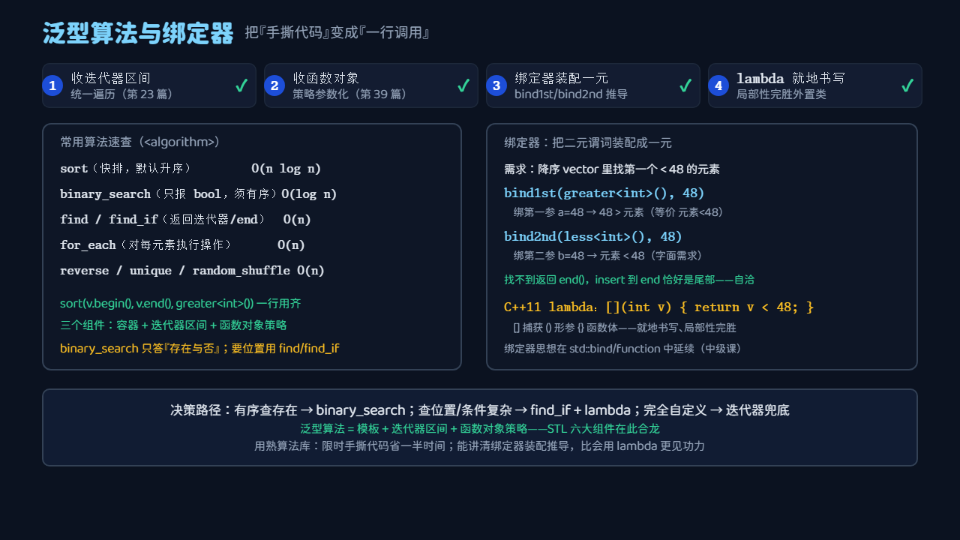 泛型算法与绑定器 把『手撕代码』变成『一行调用』
1 收迭代器区间 ✓
统一遍历（第 23 篇）
2 收函数对象 ✓
策略参数化（第 39 篇）
3 绑定器装配一元 ✓
bind1st/bind2nd 推导
4 lambda 就地书写 ✓
局部性完胜外置类
常用算法速查（<algorithm>）
sort（快排，默认升序） O(n log n)
binary_search（只报 bool，须有序）O(log n)
find / find_if（返回迭代器/end） O(n)
for_each（对每元素执行操作） O(n)
reverse / unique / random_shuffle O(n)
sort(v.begin(), v.end(), greater<int>()) 一行用齐
三个组件：容器 + 迭代器区间 + 函数对象策略
binary_search 只答『存在与否』；要位置用 find/find_if
绑定器：把二元谓词装配成一元
需求：降序 vector 里找第一个 < 48 的元素
bind1st(greater<int>(), 48)
绑第一参 a=48 → 48 > 元素（等价 元素<48）
bind2nd(less<int>(), 48)
绑第二参 b=48 → 元素 < 48（字面需求）
找不到返回 end()，insert 到 end 恰好是尾部——自洽
C++11 lambda：[](int v) { return v < 48; }
[] 捕获 () 形参 {} 函数体——就地书写、局部性完胜
绑定器思想在 std::bind/function 中延续（中级课）
决策路径：有序查存在 → binary_search；查位置/条件复杂 → find_if + lambda；完全自定义 → 迭代器兜底
泛型算法 = 模板 + 迭代器区间 + 函数对象策略——STL 六大组件在此合龙
用熟算法库：限时手撕代码省一半时间；能讲清绑定器装配推导，比会用 lambda 更见功力